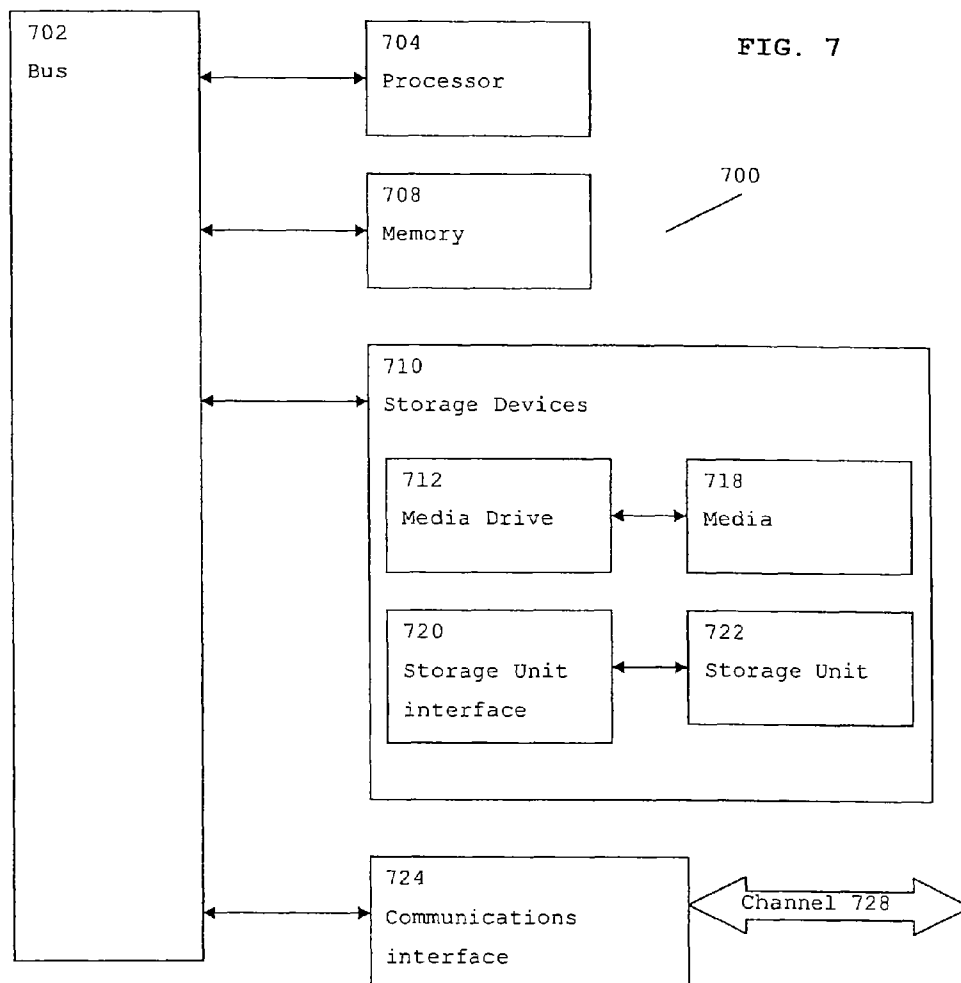 702
Bus
704
Processor
FIG. 7
700
708
Memory
710
Storage Devices
712
Media Drive
718
Media
720
Storage Unit
interface
722
Storage Unit
724
Communications
interface
Channel 728